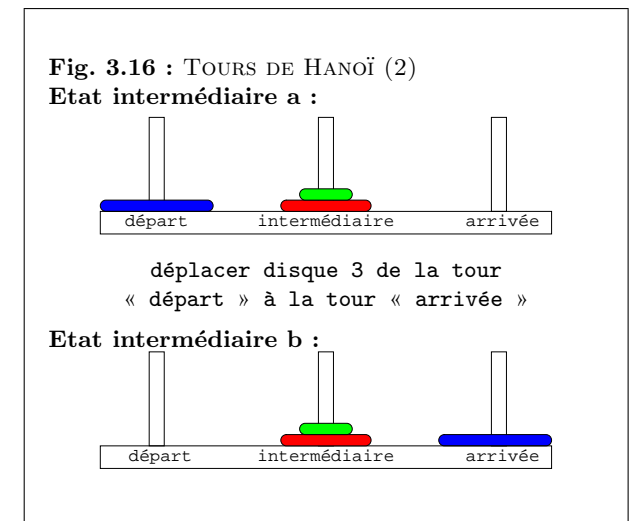 Fig. 3.16 : Tours de Hanoï (2)
Etat intermédiaire a :
départ intermédiaire arrivée
déplacer disque 3 de la tour
« départ » à la tour « arrivée »
Etat intermédiaire b :
départ intermédiaire arrivée